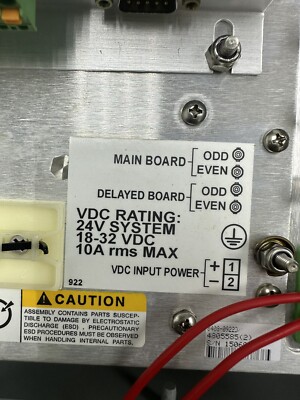 MAIN BOARD ODD
EVEN
DELAYED BOARD ODD
EVEN
VDC RATING:
24V SYSTEM
18-32 VDC
10A rms MAX
VDC INPUT POWER + 1
- 2
922
CAUTION
ASSEMBLY CONTAINS PARTS SUSCEP-
TIBLE TO DAMAGE BY ELECTROSTATIC
DISCHARGE (ESD). PRECAUTIONARY
ESD PROCEDURES MUST BE OBSERVED
WHEN HANDLING INTERNAL PARTS.
4805585(2)